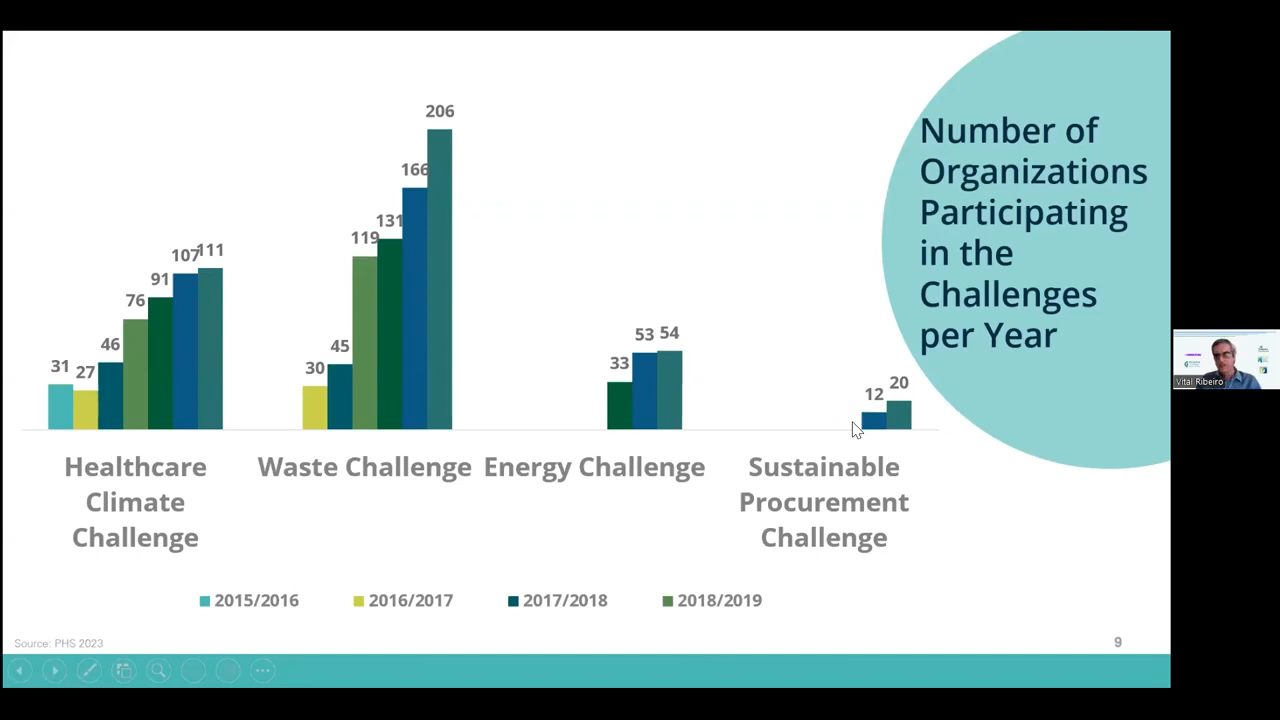 Number of
Organizations
Participating
in the
Challenges
per Year
31
27
46
76
91
107
111
30
45
119
131
166
206
33
53
54
12
20
Healthcare
Climate
Challenge
Waste Challenge
Energy Challenge
Sustainable
Procurement
Challenge
2015/2016
2016/2017
2017/2018
2018/2019
Source: PHS 2023
9
Vital Ribeiro